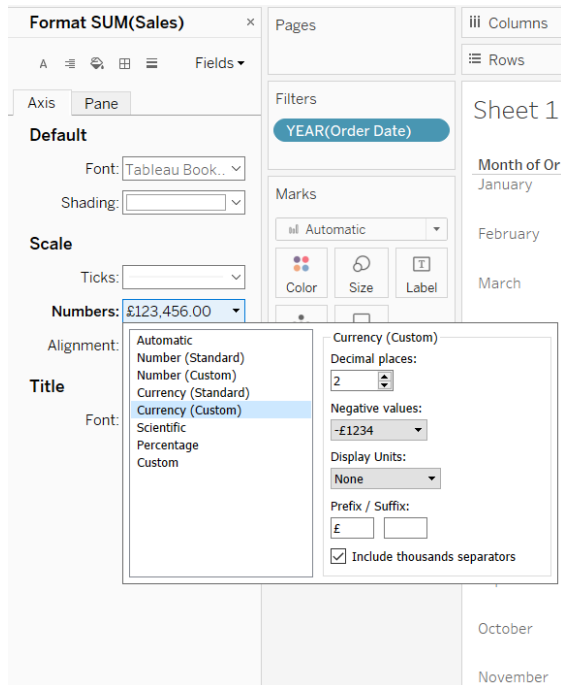 Format SUM(Sales)
Fields
Axis Pane
Default
Font: Tableau Book..
Shading:
Scale
Ticks:
Numbers: £123,456.00
Alignment:
Title
Font:
Automatic
Number (Standard)
Number (Custom)
Currency (Standard)
Currency (Custom)
Scientific
Percentage
Custom
Currency (Custom)
Decimal places:
2
Negative values:
-£1234
Display Units:
None
Prefix / Suffix:
£
Include thousands separators
Pages
Filters
YEAR(Order Date)
Marks
Automatic
Color Size Label
Columns
Rows
Sheet 1
Month of Or
January
February
March
October
November